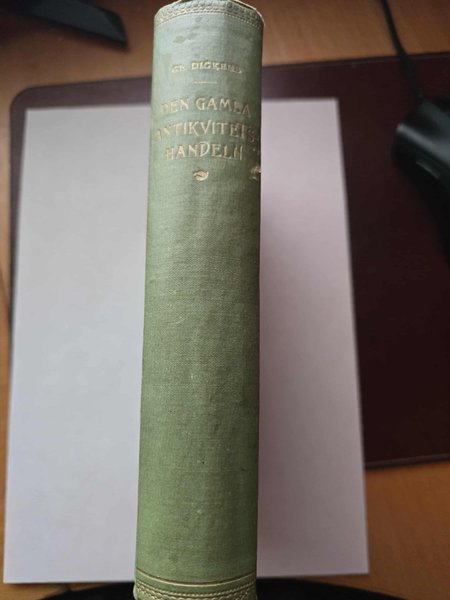 CH. DICKENS
DEN GAMLA
ANTIKVITETS-
HANDELN